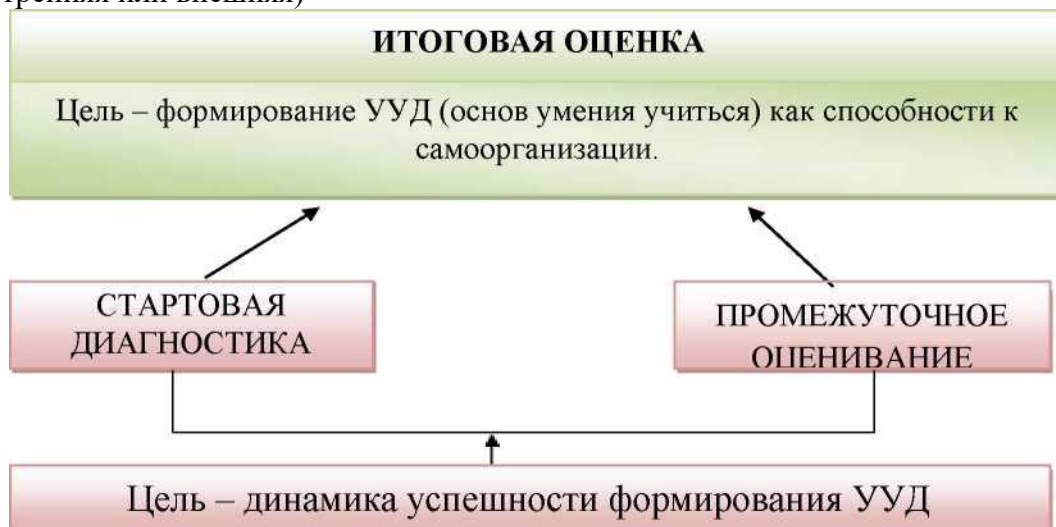 внешняя)
ИТОГОВАЯ ОЦЕНКА
Цель – формирование УУД (основ умения учиться) как способности к
самоорганизации.
СТАРТОВАЯ
ДИАГНОСТИКА
ПРОМЕЖУТОЧНОЕ
ОЦЕНИВАНИЕ
Цель – динамика успешности формирования УУД